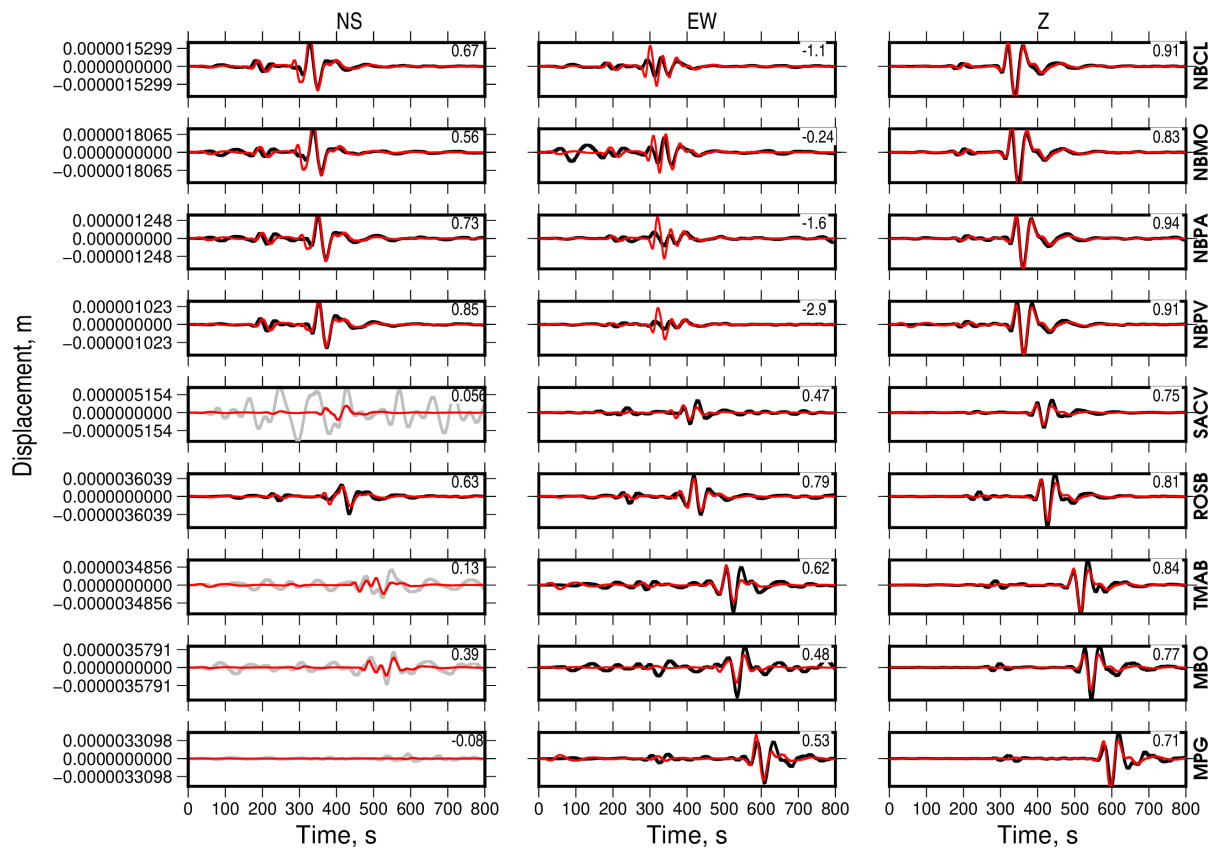 NS EW Z
0.0000015299
0.0000000000
−0.0000015299
0.67 -1.1 0.91 NBCL
0.0000018065
0.0000000000
−0.0000018065
0.56 -0.24 0.83 NBMO
0.000001248
0.000000000
−0.000001248
0.73 -1.6 0.94 NBPA
0.000001023
0.000000000
−0.000001023
0.85 -2.9 0.91 NBPV
0.000005154
0.000000000
−0.000005154
0.056 0.47 0.75 SACV
0.0000036039
0.0000000000
−0.0000036039
0.63 0.79 0.81 ROSB
0.0000034856
0.0000000000
−0.0000034856
0.13 0.62 0.84 TMAB
0.0000035791
0.0000000000
−0.0000035791
0.39 0.48 0.77 MBO
0.0000033098
0.0000000000
−0.0000033098
-0.08 0.53 0.71 MPG
Displacement, m
0 100 200 300 400 500 600 700 800 0 100 200 300 400 500 600 700 800 0 100 200 300 400 500 600 700 800
Time, s Time, s Time, s